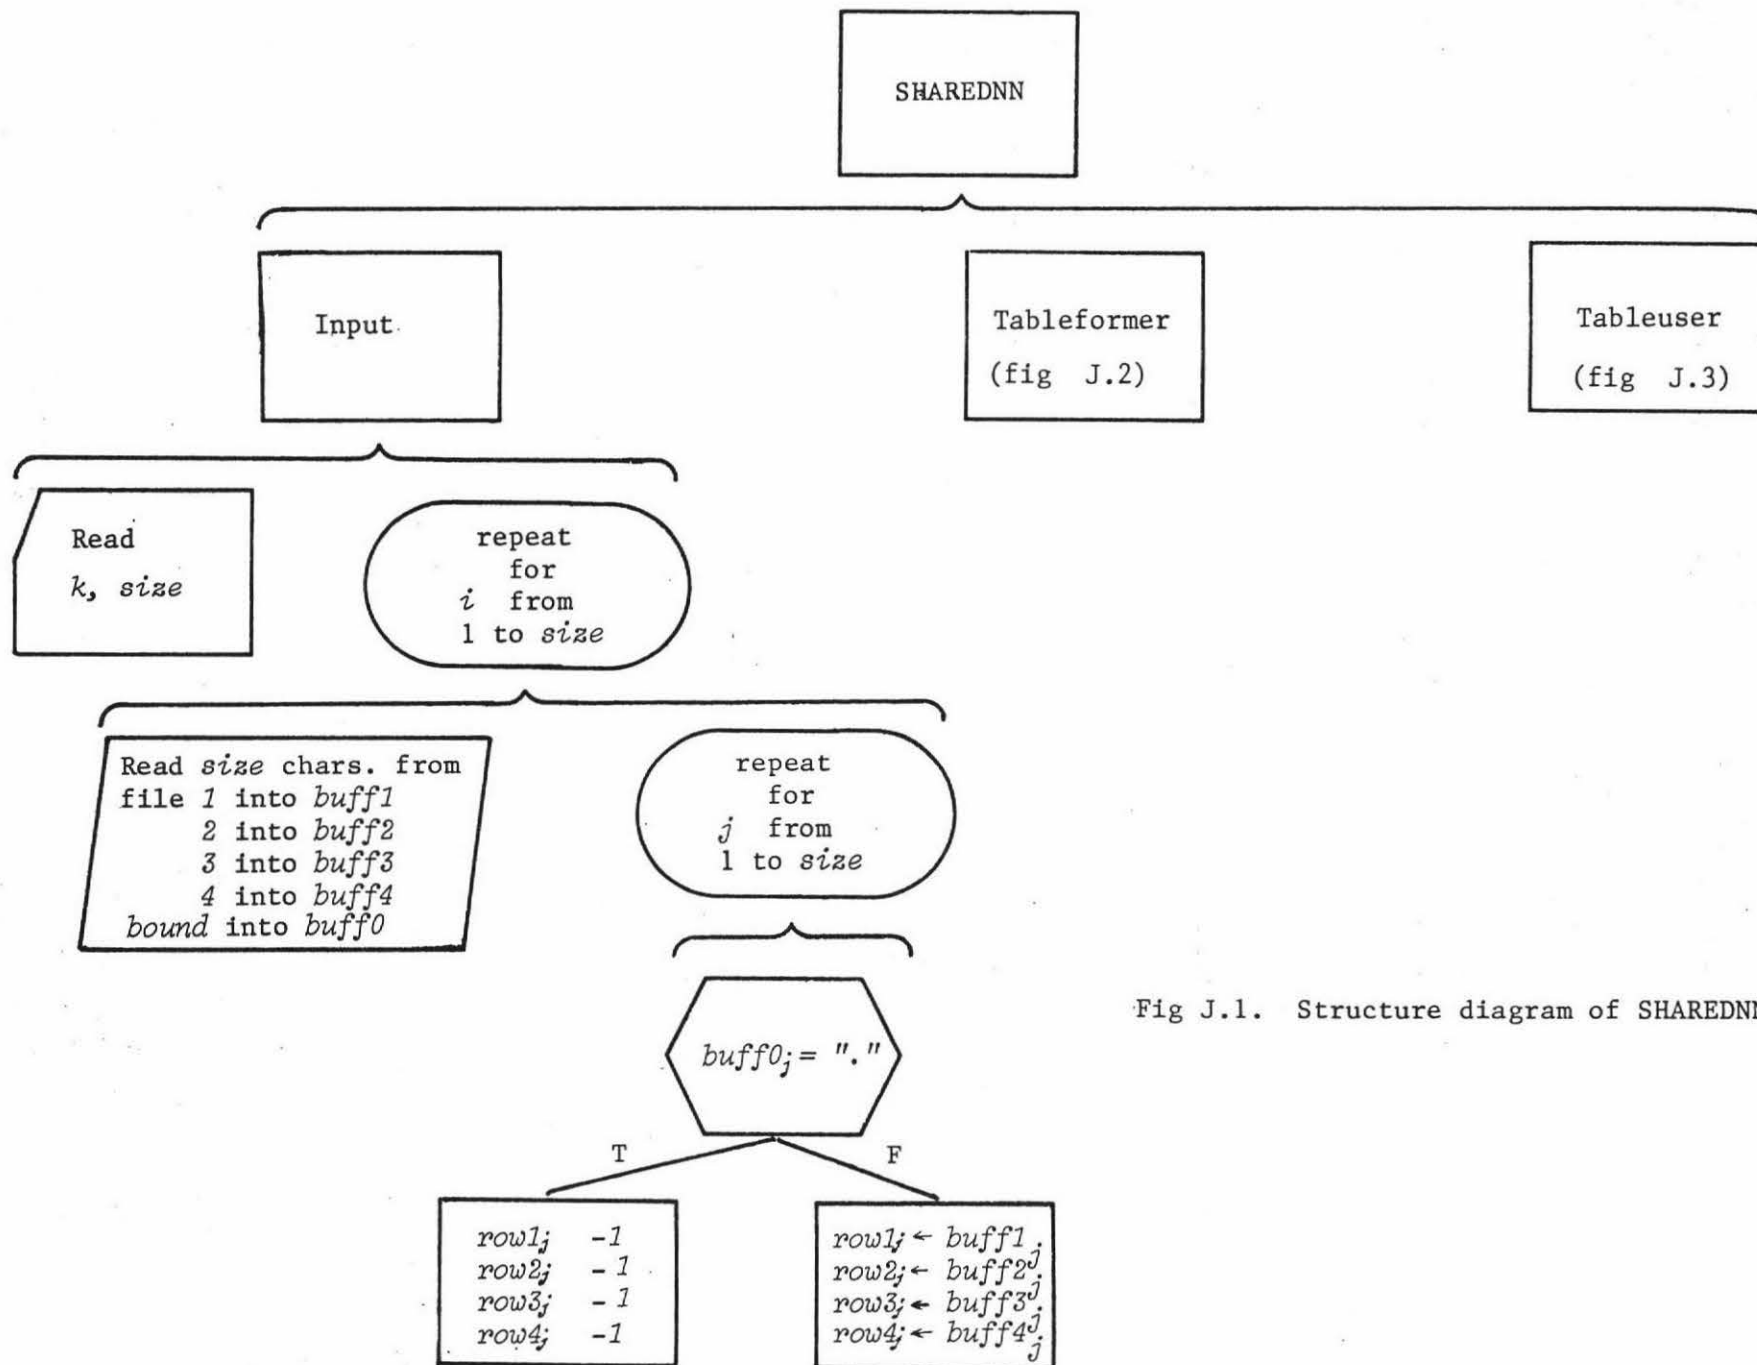 SHAREDNN
Input
Tableformer
(fig J.2)
Tableuser
(fig J.3)
Read
k, size
repeat
for
i from
1 to size
Read size chars. from
file 1 into buff1
2 into buff2
3 into buff3
4 into buff4
bound into buff0
repeat
for
j from
1 to size
buff0j = "."
T
F
row1j -1
row2j -1
row3j -1
row4j -1
row1j ← buff1j
row2j ← buff2j
row3j ← buff3j
row4j ← buff4j
Fig J.1. Structure diagram of SHAREDNN